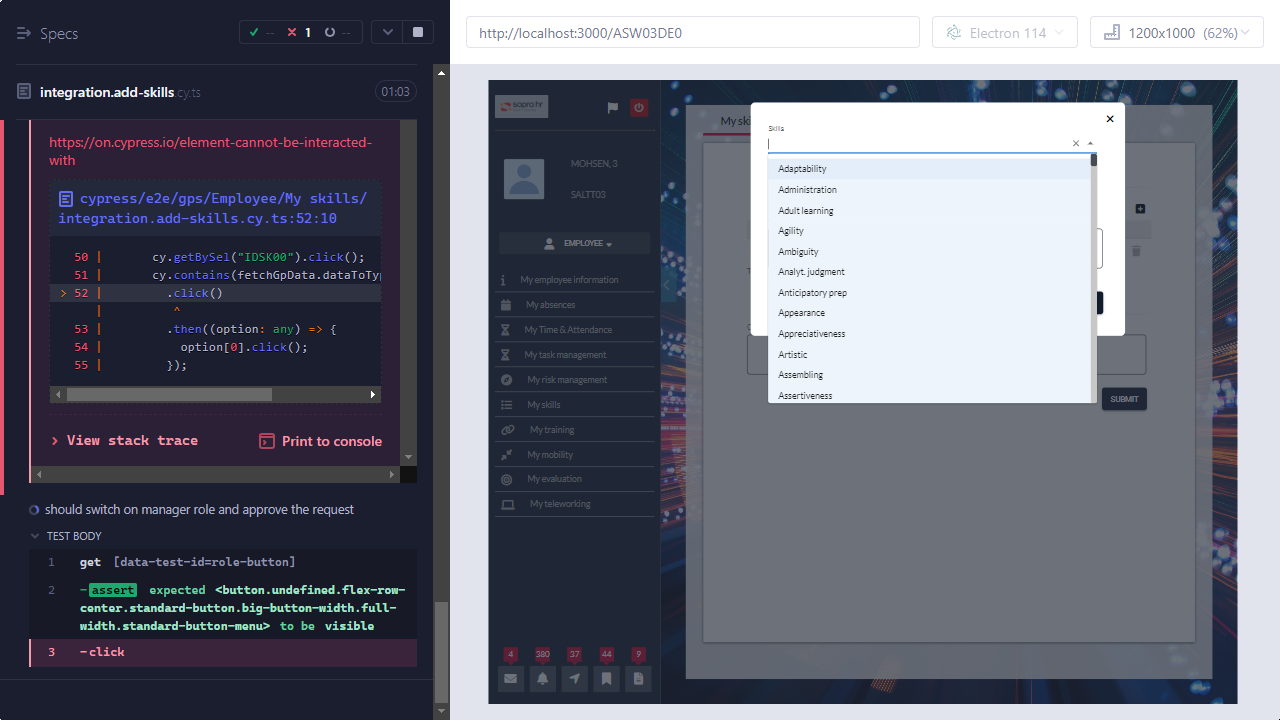 Specs
-- 1 --
integration.add-skills.cy.ts 01:03
https://on.cypress.io/element-cannot-be-interacted-
with
cypress/e2e/gps/Employee/My skills/
integration.add-skills.cy.ts:52:10
50 | cy.getBySel("IDSK00").click();
51 | cy.contains(fetchGpData.dataToTyp
> 52 | .click()
| ^
53 | .then((option: any) => {
54 | option[0].click();
55 | });
> View stack trace
Print to console
should switch on manager role and approve the request
TEST BODY
1 get [data-test-id=role-button]
2 -assert expected <button.undefined.flex-row-
center.standard-button.big-button-width.full-
width.standard-button-menu> to be visible
3 -click
http://localhost:3000/ASW03DE0
Electron 114
1200x1000 (62%)
sopra hr
MOHSEN, 3
SALTT03
EMPLOYEE
My employee information
My absences
My Time & Attendance
My task management
My risk management
My skills
My training
My mobility
My evaluation
My teleworking
4 380 37 44 9
My ski
Skills
Adaptability
Administration
Adult learning
Agility
Ambiguity
Analyt. judgment
Anticipatory prep
Appearance
Appreciativeness
Artistic
Assembling
Assertiveness
SUBMIT